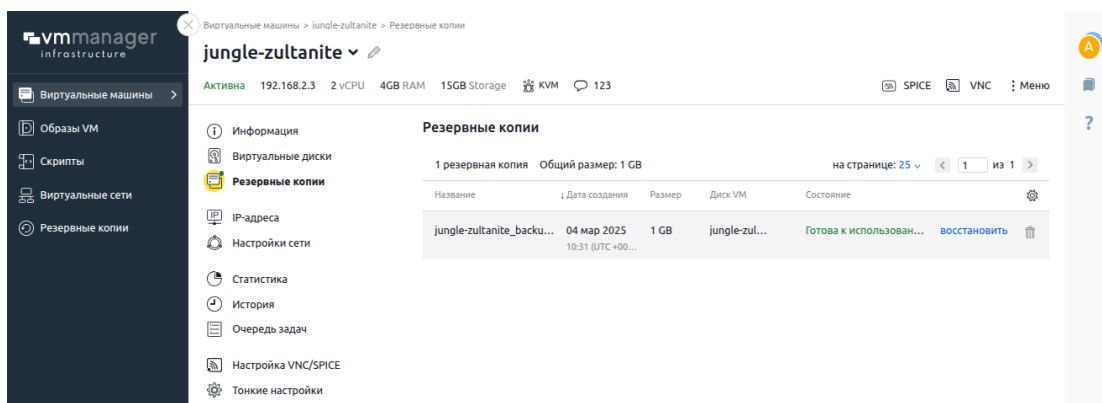 vmmanager
infrastructure
Виртуальные машины
Образы VM
Скрипты
Виртуальные сети
Резервные копии
Виртуальные машины > jungle-zultanite > Резервные копии
jungle-zultanite
Активна 192.168.2.3 2 vCPU 4GB RAM 15GB Storage KVM 123 SPICE VNC Меню
A
?
Информация
Виртуальные диски
Резервные копии
IP
IP-адреса
Настройки сети
Статистика
История
Очередь задач
Настройка VNC/SPICE
Тонкие настройки
Резервные копии
1 резервная копия Общий размер: 1 GB на странице: 25 < 1 из 1 >
Название ↓ Дата создания Размер Диск VM Состояние
jungle-zultanite_backu... 04 мар 2025 1 GB jungle-zul... Готова к использован... восстановить
10:31 (UTC +00...